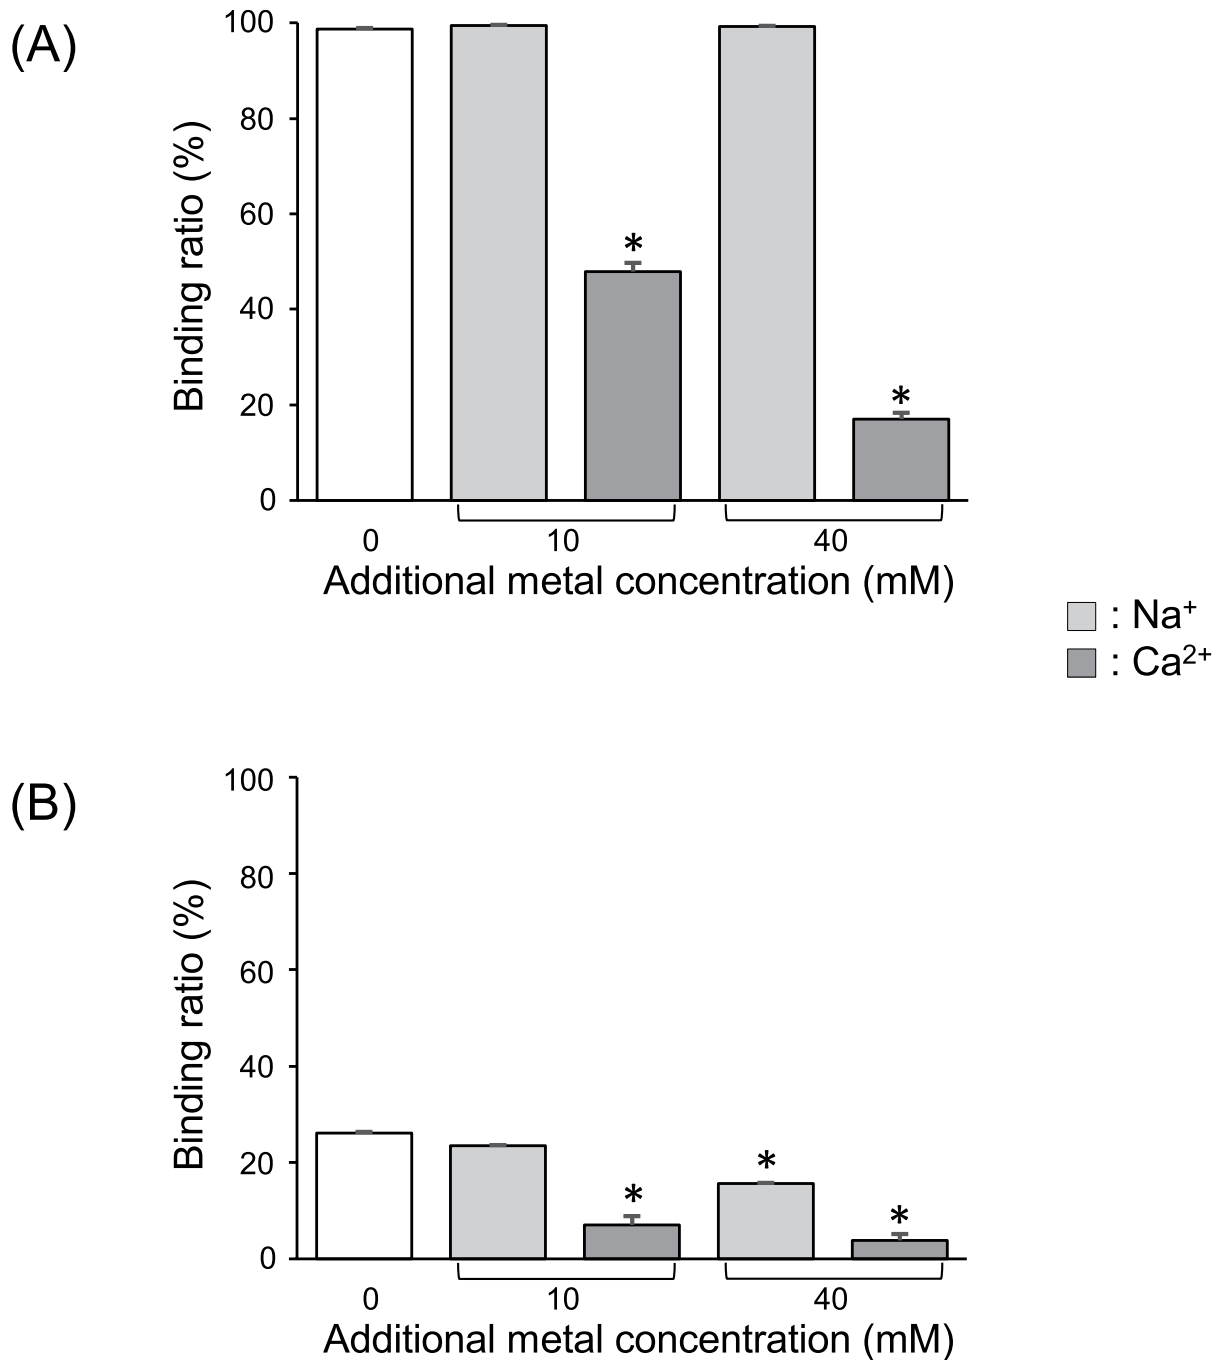 (A)
100
80
60
40
20
0
Binding ratio (%)
*
*
0 10 40
Additional metal concentration (mM)
: Na⁺
: Ca²⁺
(B)
100
80
60
40
20
0
Binding ratio (%)
*
*
*
0 10 40
Additional metal concentration (mM)